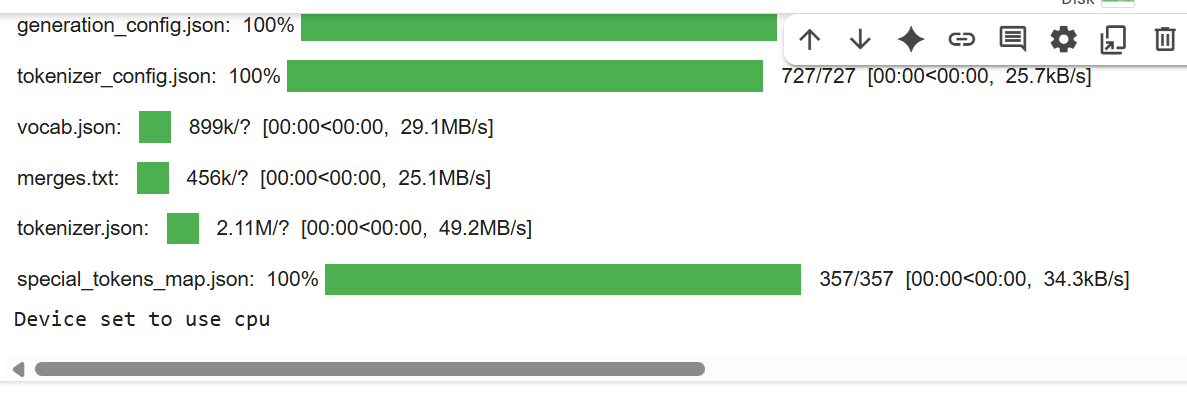 Disk
generation_config.json: 100%
tokenizer_config.json: 100% 727/727 [00:00<00:00, 25.7kB/s]
vocab.json: 899k/? [00:00<00:00, 29.1MB/s]
merges.txt: 456k/? [00:00<00:00, 25.1MB/s]
tokenizer.json: 2.11M/? [00:00<00:00, 49.2MB/s]
special_tokens_map.json: 100% 357/357 [00:00<00:00, 34.3kB/s]
Device set to use cpu